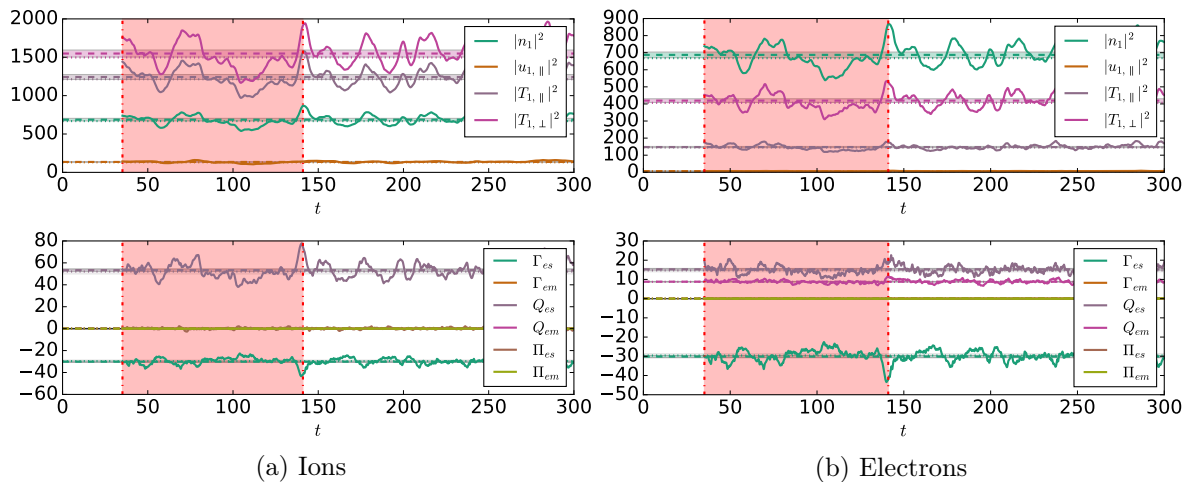 2000
1500
1000
500
0
0 50 100 150 200 250 300
t
|n₁|²
|u₁,∥|²
|T₁,∥|²
|T₁,⊥|²
900
800
700
600
500
400
300
200
100
0
0 50 100 150 200 250 300
t
|n₁|²
|u₁,∥|²
|T₁,∥|²
|T₁,⊥|²
80
60
40
20
0
−20
−40
−60
0 50 100 150 200 250 300
t
Γes
Γem
Qes
Qem
Πes
Πem
30
20
10
0
−10
−20
−30
−40
−50
0 50 100 150 200 250 300
t
Γes
Γem
Qes
Qem
Πes
Πem
(a) Ions
(b) Electrons